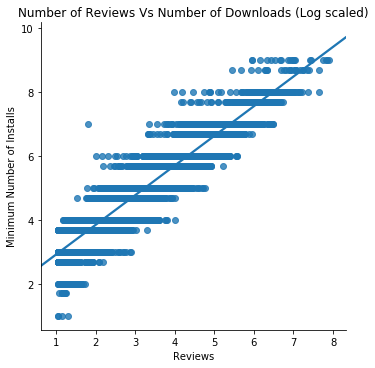 Number of Reviews Vs Number of Downloads (Log scaled)
10
8
6
4
2
Minimum Number of Installs
1 2 3 4 5 6 7 8
Reviews